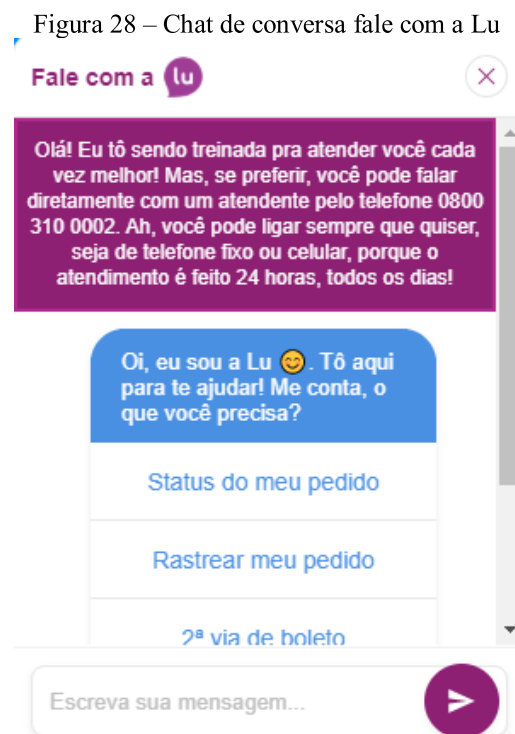 Figura 28 – Chat de conversa fale com a Lu
Fale com a lu
Olá! Eu tô sendo treinada pra atender você cada
vez melhor! Mas, se preferir, você pode falar
diretamente com um atendente pelo telefone 0800
310 0002. Ah, você pode ligar sempre que quiser,
seja de telefone fixo ou celular, porque o
atendimento é feito 24 horas, todos os dias!
Oi, eu sou a Lu 😊. Tô aqui
para te ajudar! Me conta, o
que você precisa?
Status do meu pedido
Rastrear meu pedido
2ª via de boleto
Escreva sua mensagem...